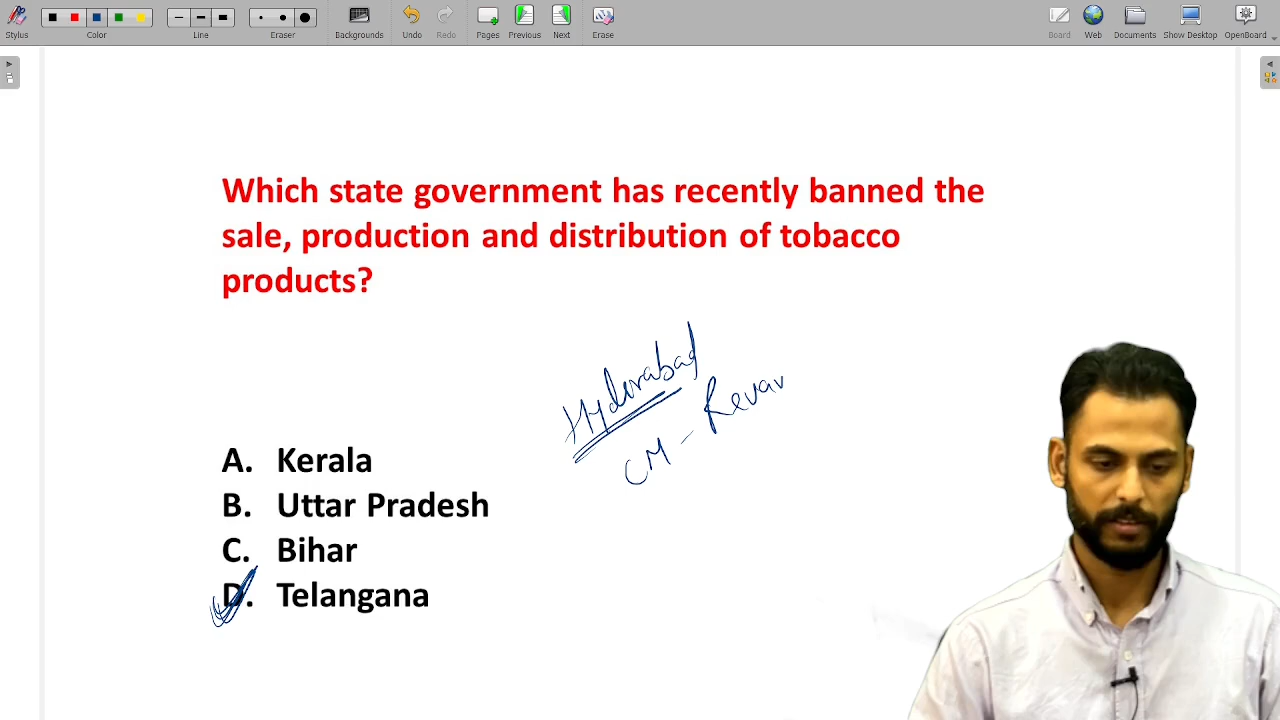 Stylus
Color
Line
Eraser
Backgrounds
Undo
Redo
Pages
Previous
Next
Erase
Board
Web
Documents
Show Desktop
OpenBoard
Which state government has recently banned the
sale, production and distribution of tobacco
products?
Hyderabad
CM - Revan
A. Kerala
B. Uttar Pradesh
C. Bihar
D. Telangana